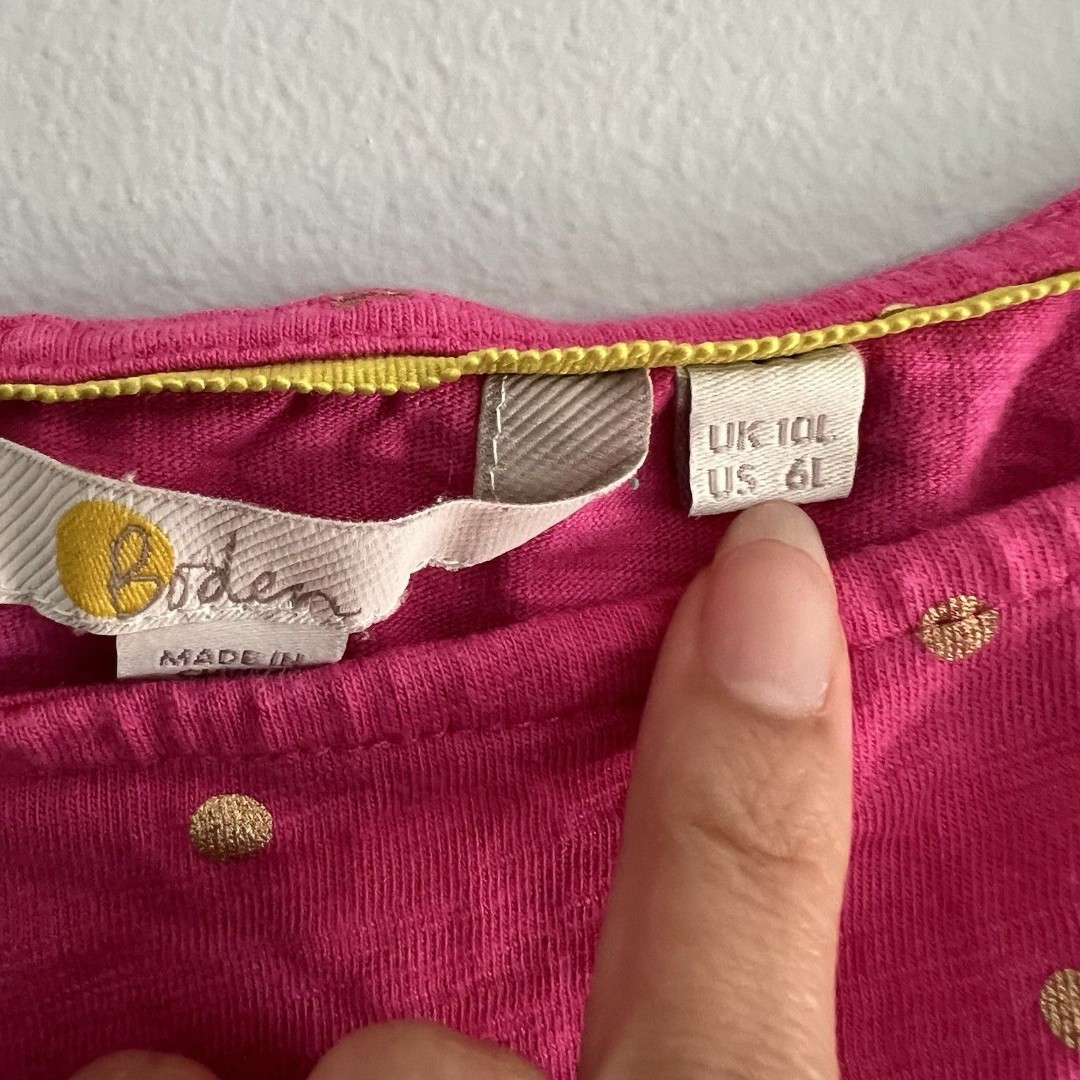 Boden
MADE IN
UK 10L
US 6L